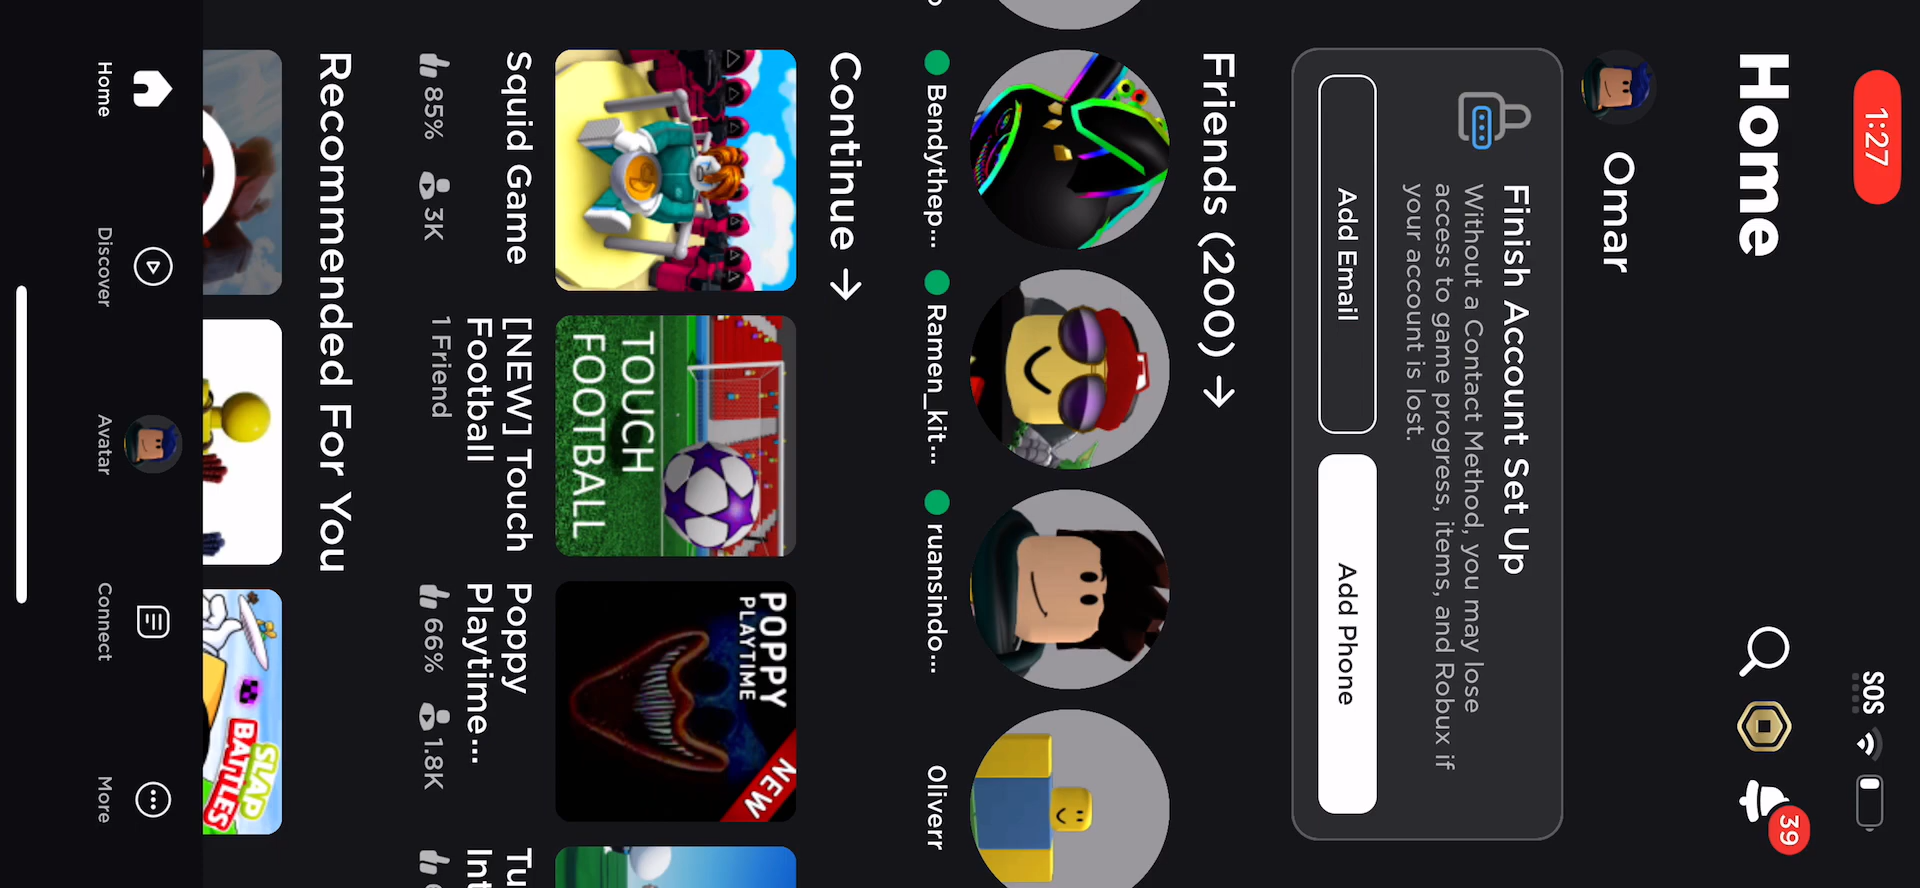 1:27
SOS
Home
39
Omar
Finish Account Set Up
Without a Contact Method, you may lose
access to game progress, items, and Robux if
your account is lost.
Add Email
Add Phone
Friends (200) →
Bendythep...
Ramen_kit...
ruansindo...
Oliverr
Continue →
TOUCH
FOOTBALL
POPPY
PLAYTIME
NEW
Squid Game
85% 3K
[NEW] Touch
Football
1 Friend
Poppy
Playtime...
66% 1.8K
Recommended For You
SLAP
BATTLES
Home
Discover
Avatar
Connect
More